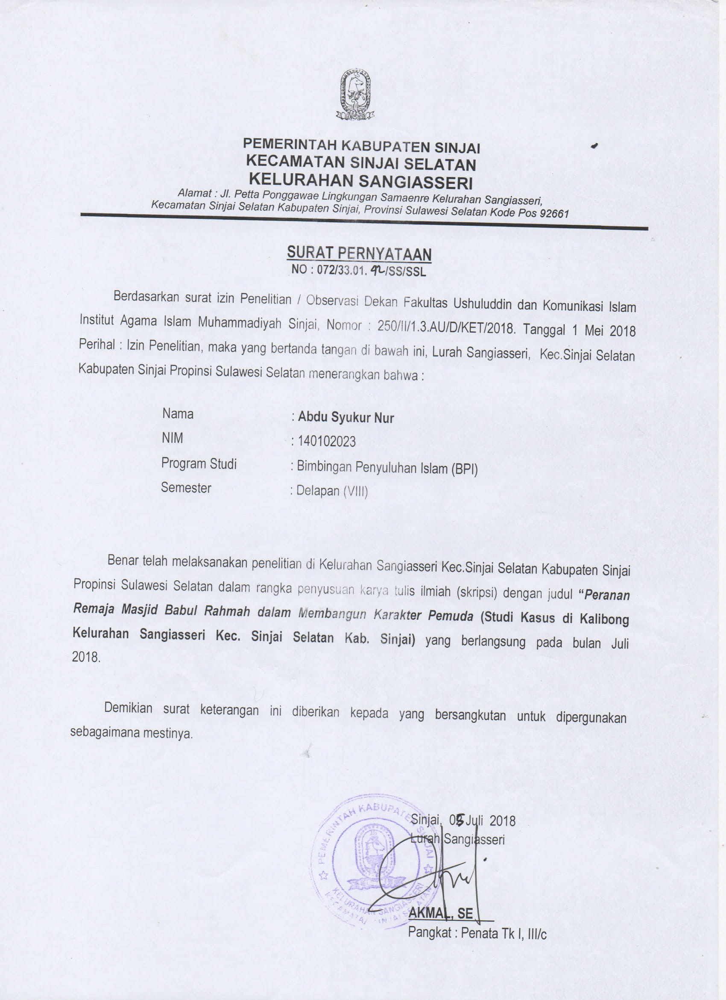 PEMERINTAH KABUPATEN SINJAI
KECAMATAN SINJAI SELATAN
KELURAHAN SANGIASSERI
Alamat : Jl. Petta Ponggawae Lingkungan Samaenre Kelurahan Sangiasseri,
Kecamatan Sinjai Selatan Kabupaten Sinjai, Provinsi Sulawesi Selatan Kode Pos 92661
SURAT PERNYATAAN
NO : 072/33.01.42/SS/SSL
Berdasarkan surat izin Penelitian / Observasi Dekan Fakultas Ushuluddin dan Komunikasi Islam
Institut Agama Islam Muhammadiyah Sinjai, Nomor : 250/II/1.3.AU/D/KET/2018. Tanggal 1 Mei 2018
Perihal : Izin Penelitian, maka yang bertanda tangan di bawah ini, Lurah Sangiasseri, Kec.Sinjai Selatan
Kabupaten Sinjai Propinsi Sulawesi Selatan menerangkan bahwa :
Nama : Abdu Syukur Nur
NIM : 140102023
Program Studi : Bimbingan Penyuluhan Islam (BPI)
Semester : Delapan (VIII)
Benar telah melaksanakan penelitian di Kelurahan Sangiasseri Kec.Sinjai Selatan Kabupaten Sinjai
Propinsi Sulawesi Selatan dalam rangka penyusuan karya tulis ilmiah (skripsi) dengan judul “Peranan
Remaja Masjid Babul Rahmah dalam Membangun Karakter Pemuda (Studi Kasus di Kalibong
Kelurahan Sangiasseri Kec. Sinjai Selatan Kab. Sinjai) yang berlangsung pada bulan Juli
2018.
Demikian surat keterangan ini diberikan kepada yang bersangkutan untuk dipergunakan
sebagaimana mestinya.
PEMERINTAH KABUPATEN SINJAI
KELURAHAN SANGIASSERI
KECAMATAN SINJAI SELATAN
Sinjai, 05 Juli 2018
Lurah Sangiasseri
AKMAL, SE
Pangkat : Penata Tk I, III/c